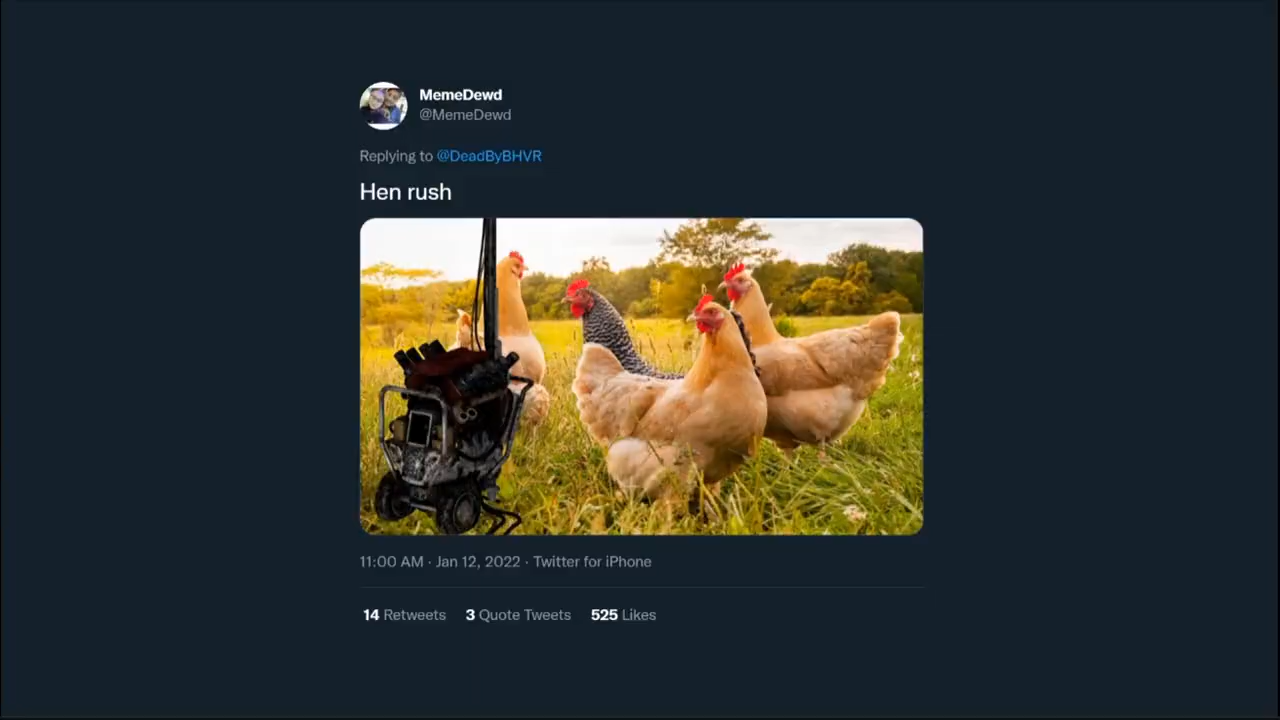 MemeDewd
@MemeDewd
Replying to @DeadByBHVR
Hen rush
11:00 AM · Jan 12, 2022 · Twitter for iPhone
14 Retweets 3 Quote Tweets 525 Likes